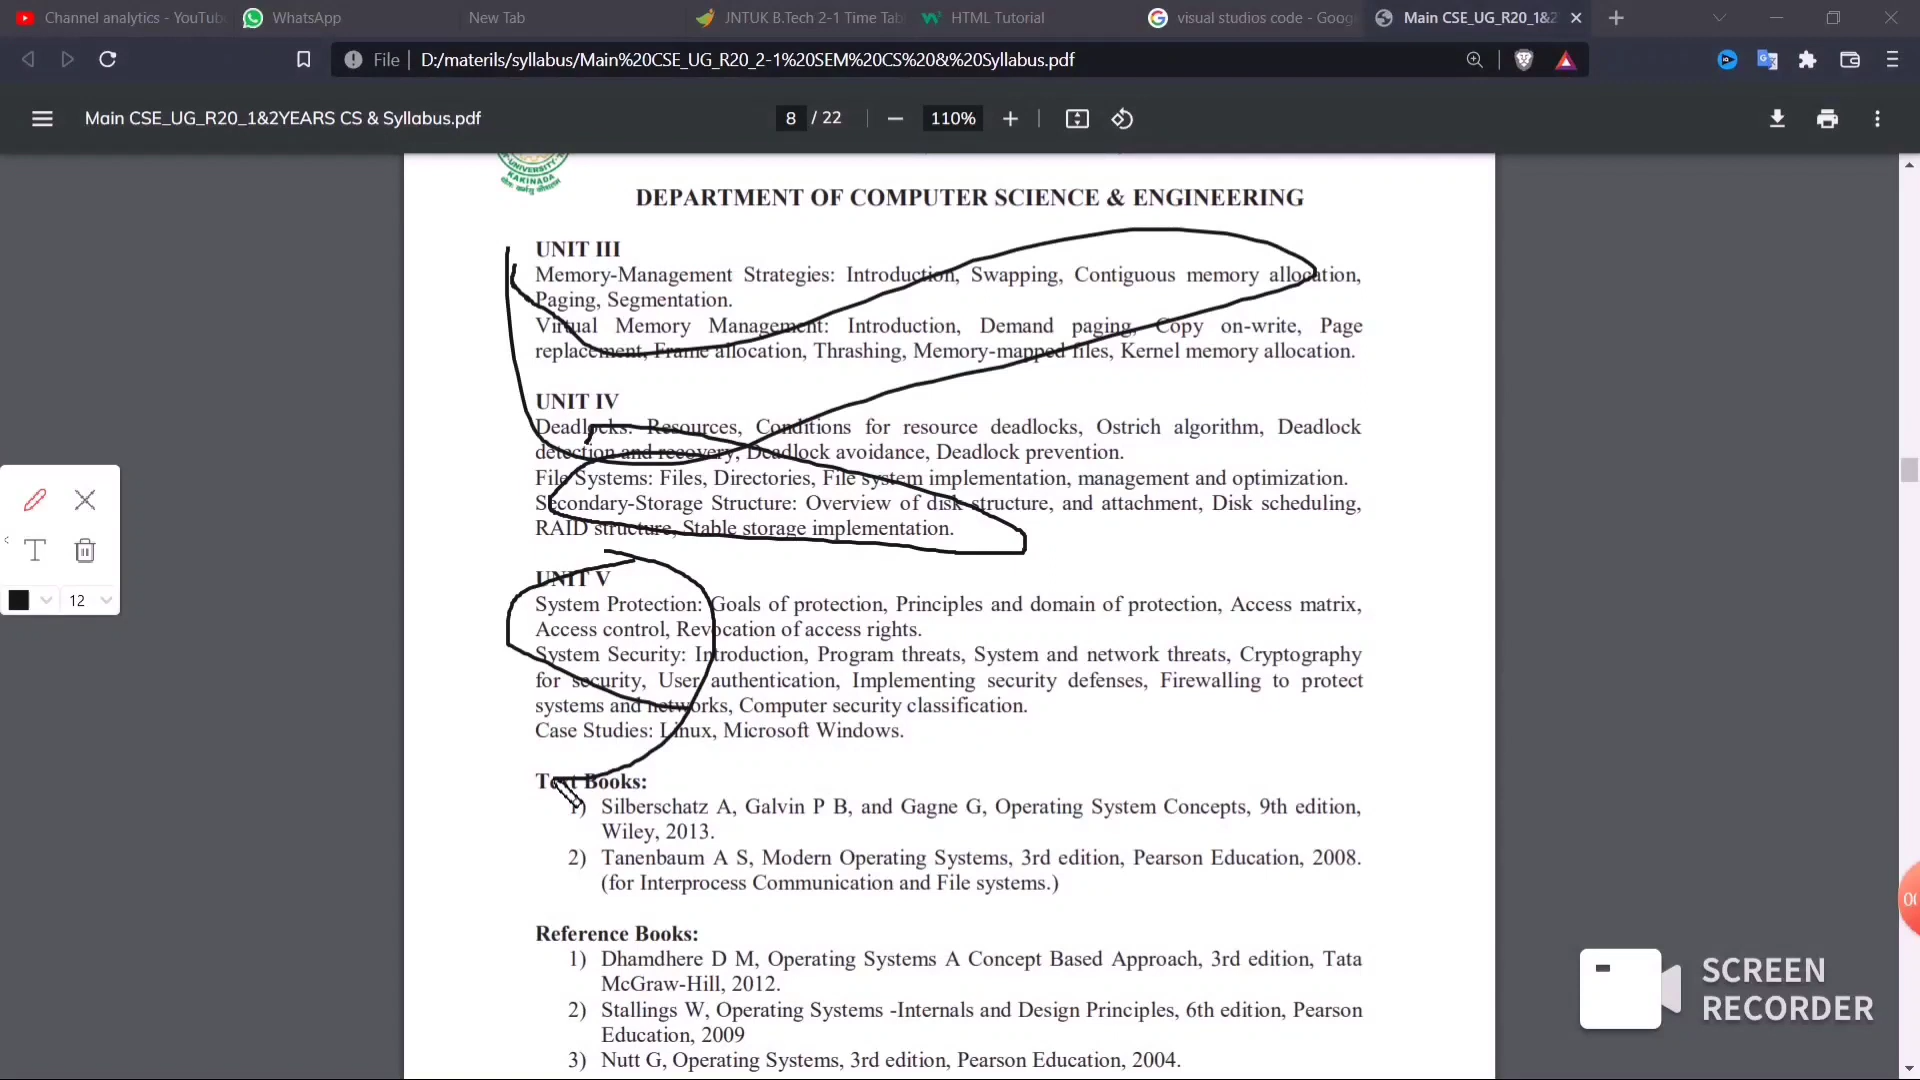 Channel analytics - YouTub
WhatsApp
New Tab
JNTUK B.Tech 2-1 Time Tab
HTML Tutorial
visual studios code - Goog
Main CSE_UG_R20_1&2
File
D:/materils/syllabus/Main%20CSE_UG_R20_2-1%20SEM%20CS%20&%20Syllabus.pdf
Main CSE_UG_R20_1&2YEARS CS & Syllabus.pdf
8 / 22
110%
UNIVERSITY
KAKINADA
DEPARTMENT OF COMPUTER SCIENCE & ENGINEERING
UNIT III
Memory-Management Strategies: Introduction, Swapping, Contiguous memory allocation,
Paging, Segmentation.
Virtual Memory Management: Introduction, Demand paging, Copy on-write, Page
replacement, Frame allocation, Thrashing, Memory-mapped files, Kernel memory allocation.
UNIT IV
Deadlocks: Resources, Conditions for resource deadlocks, Ostrich algorithm, Deadlock
detection and recovery, Deadlock avoidance, Deadlock prevention.
File Systems: Files, Directories, File system implementation, management and optimization.
Secondary-Storage Structure: Overview of disk structure, and attachment, Disk scheduling,
RAID structure, Stable storage implementation.
UNIT V
System Protection: Goals of protection, Principles and domain of protection, Access matrix,
Access control, Revocation of access rights.
System Security: Introduction, Program threats, System and network threats, Cryptography
for security, User authentication, Implementing security defenses, Firewalling to protect
systems and networks, Computer security classification.
Case Studies: Linux, Microsoft Windows.
Text Books:
1) Silberschatz A, Galvin P B, and Gagne G, Operating System Concepts, 9th edition,
Wiley, 2013.
2) Tanenbaum A S, Modern Operating Systems, 3rd edition, Pearson Education, 2008.
(for Interprocess Communication and File systems.)
Reference Books:
1) Dhamdhere D M, Operating Systems A Concept Based Approach, 3rd edition, Tata
McGraw-Hill, 2012.
2) Stallings W, Operating Systems -Internals and Design Principles, 6th edition, Pearson
Education, 2009
3) Nutt G, Operating Systems, 3rd edition, Pearson Education, 2004.
T
12
SCREEN
RECORDER